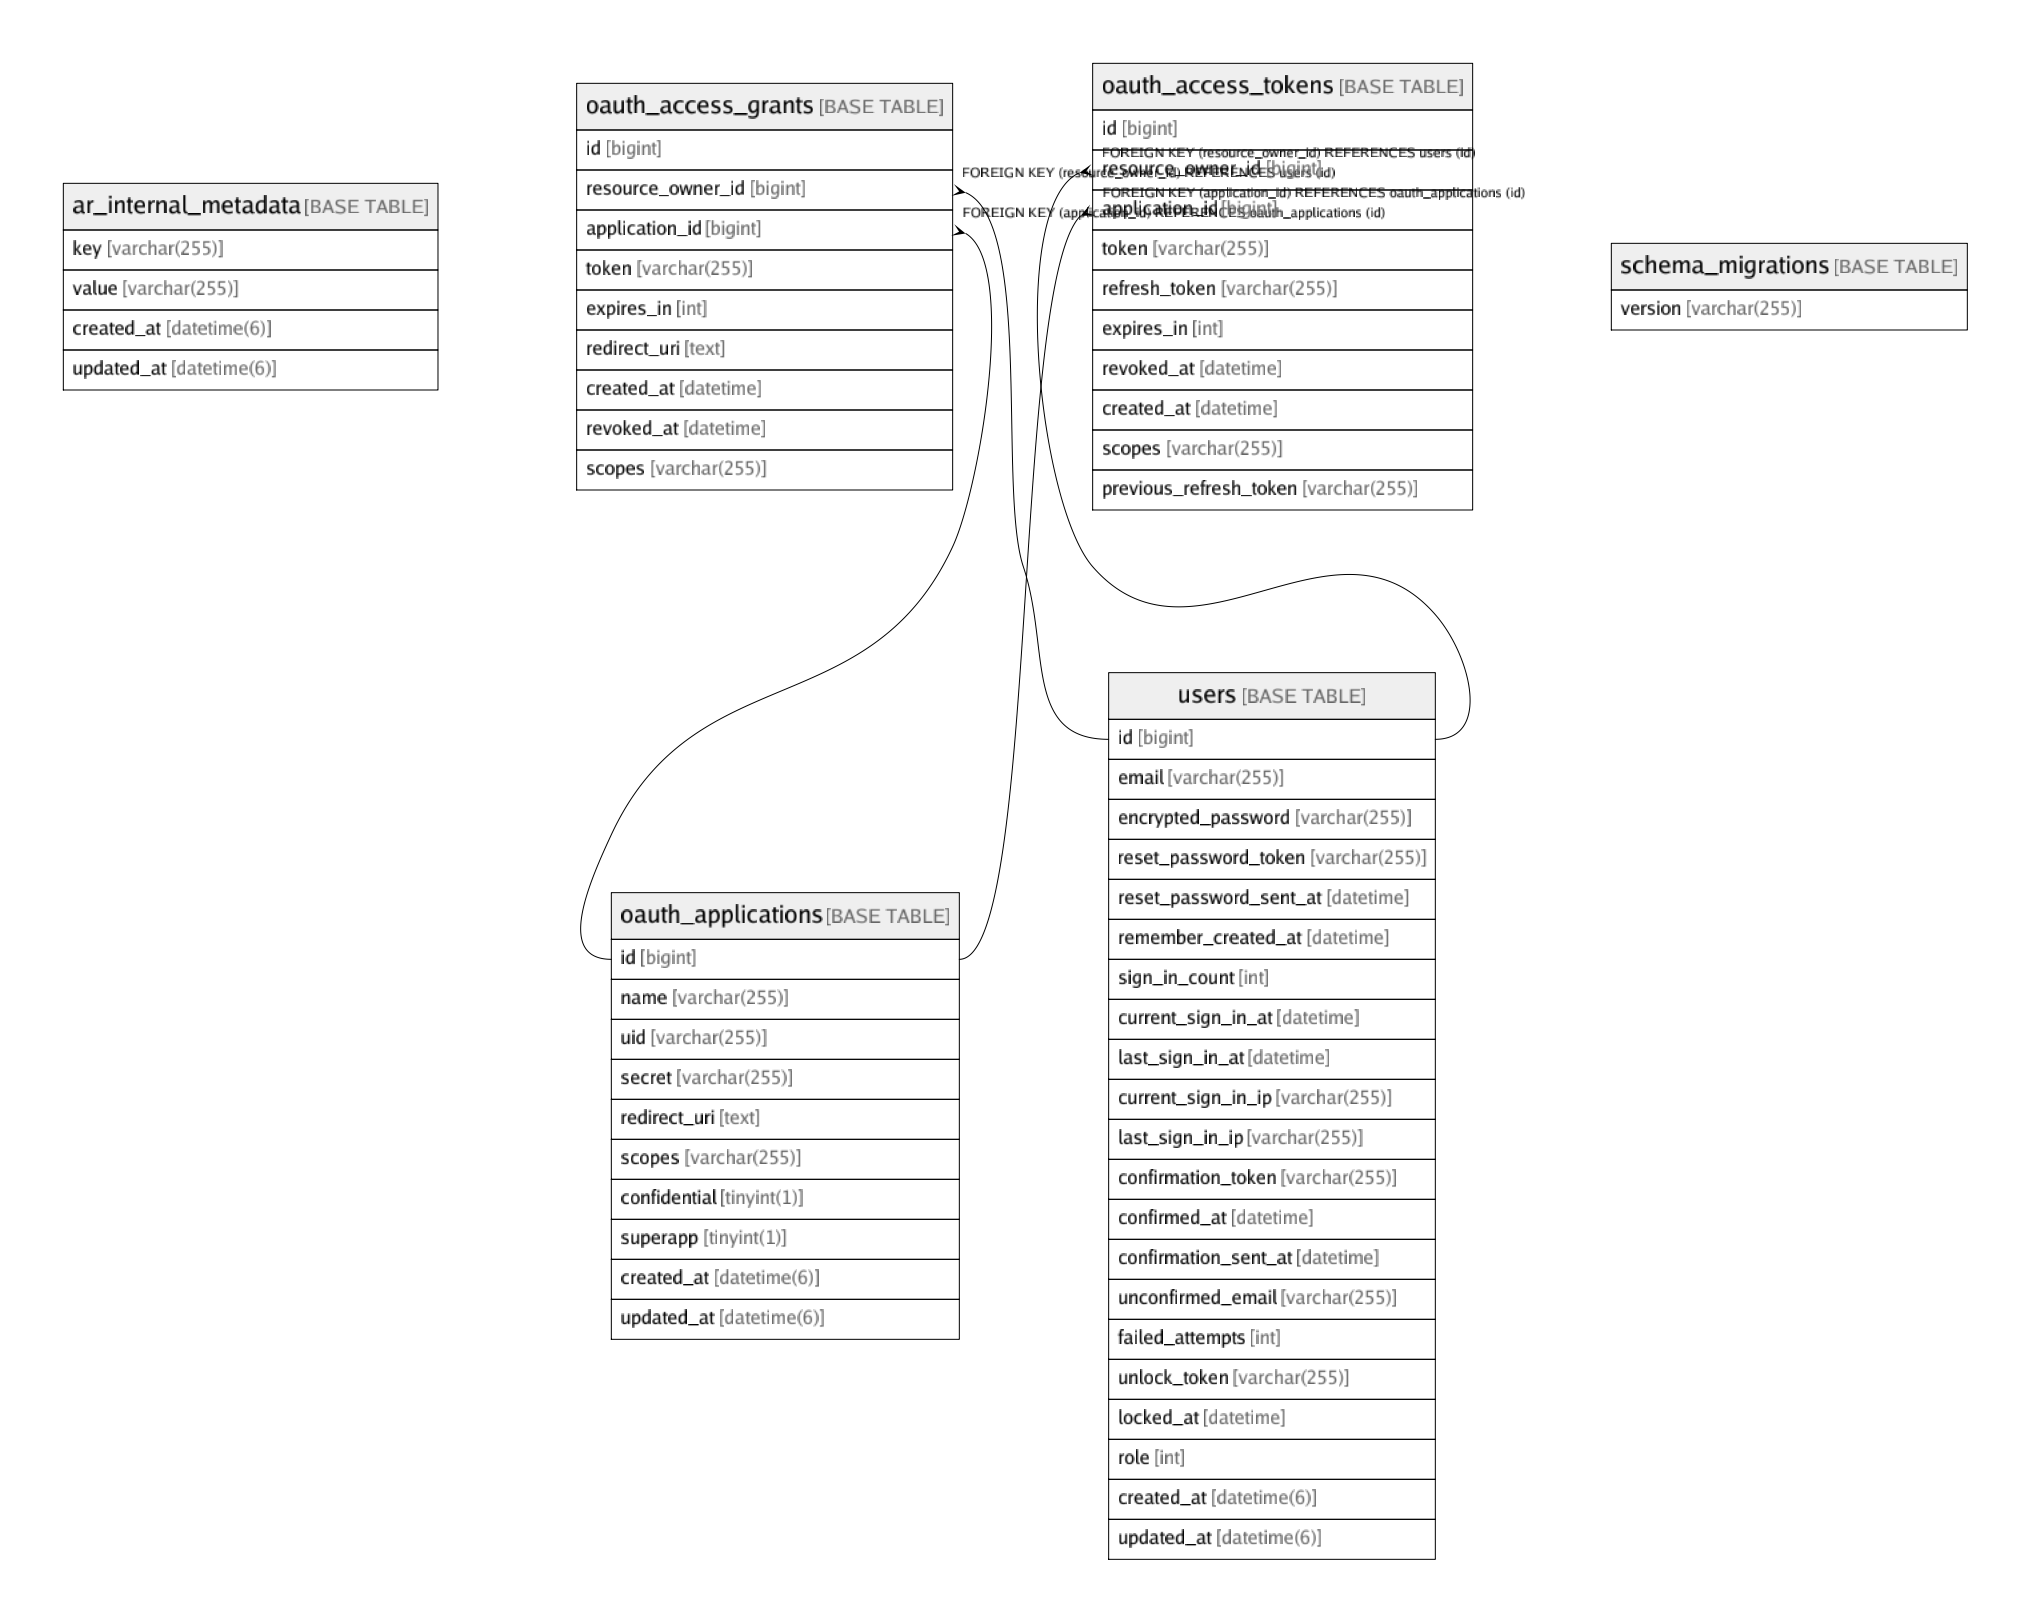 ar_internal_metadata [BASE TABLE]
key [varchar(255)]
value [varchar(255)]
created_at [datetime(6)]
updated_at [datetime(6)]
oauth_access_grants [BASE TABLE]
id [bigint]
resource_owner_id [bigint]
application_id [bigint]
token [varchar(255)]
expires_in [int]
redirect_uri [text]
created_at [datetime]
revoked_at [datetime]
scopes [varchar(255)]
FOREIGN KEY (resource_owner_id) REFERENCES users (id)
FOREIGN KEY (application_id) REFERENCES oauth_applications (id)
oauth_access_tokens [BASE TABLE]
id [bigint]
FOREIGN KEY (resource_owner_id) REFERENCES users (id)
resource_owner_id [bigint]
FOREIGN KEY (application_id) REFERENCES oauth_applications (id)
application_id [bigint]
token [varchar(255)]
refresh_token [varchar(255)]
expires_in [int]
revoked_at [datetime]
created_at [datetime]
scopes [varchar(255)]
previous_refresh_token [varchar(255)]
schema_migrations [BASE TABLE]
version [varchar(255)]
oauth_applications [BASE TABLE]
id [bigint]
name [varchar(255)]
uid [varchar(255)]
secret [varchar(255)]
redirect_uri [text]
scopes [varchar(255)]
confidential [tinyint(1)]
superapp [tinyint(1)]
created_at [datetime(6)]
updated_at [datetime(6)]
users [BASE TABLE]
id [bigint]
email [varchar(255)]
encrypted_password [varchar(255)]
reset_password_token [varchar(255)]
reset_password_sent_at [datetime]
remember_created_at [datetime]
sign_in_count [int]
current_sign_in_at [datetime]
last_sign_in_at [datetime]
current_sign_in_ip [varchar(255)]
last_sign_in_ip [varchar(255)]
confirmation_token [varchar(255)]
confirmed_at [datetime]
confirmation_sent_at [datetime]
unconfirmed_email [varchar(255)]
failed_attempts [int]
unlock_token [varchar(255)]
locked_at [datetime]
role [int]
created_at [datetime(6)]
updated_at [datetime(6)]